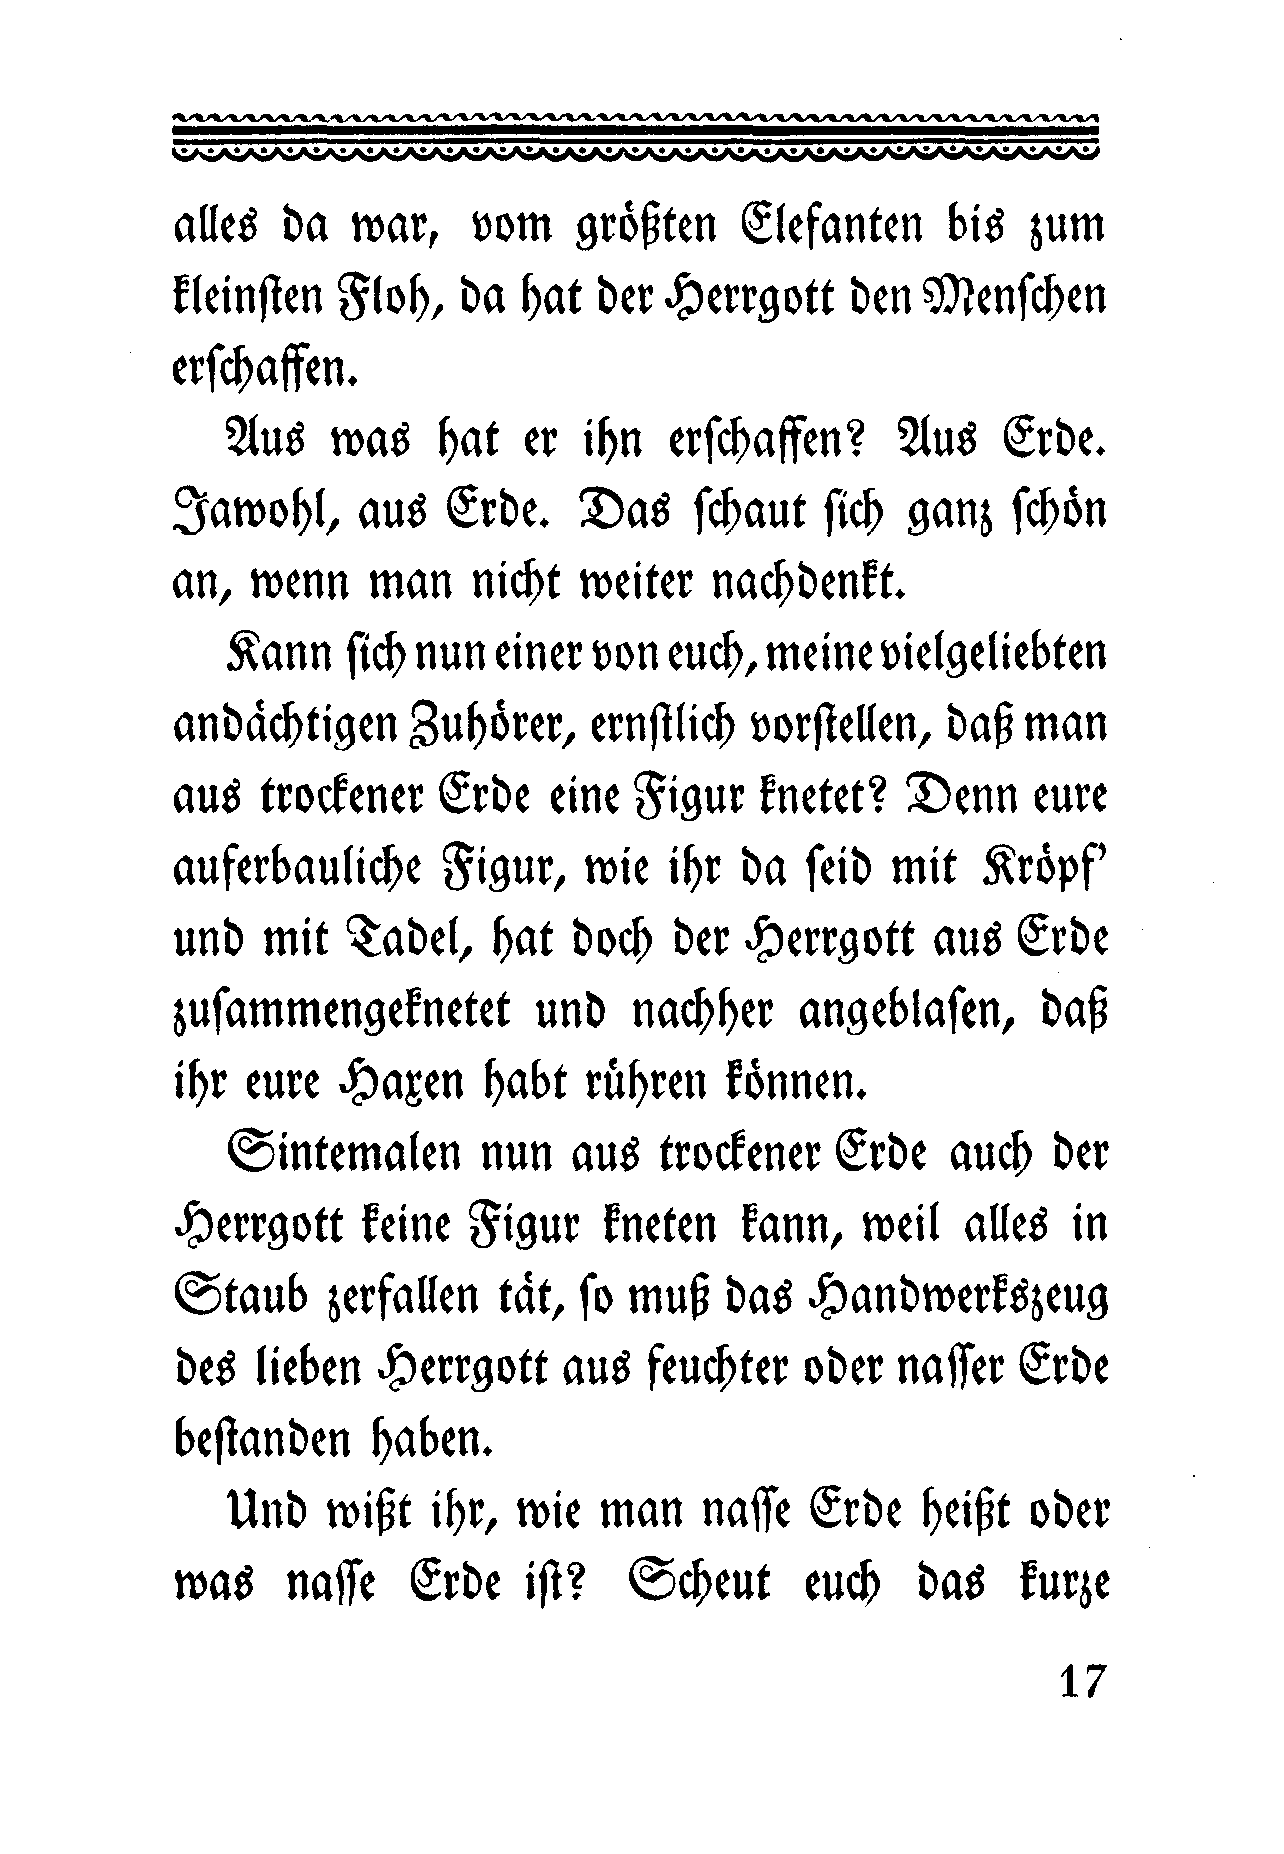 alles da war, vom größten Elefanten bis zum
kleinſten Floh, da hat der Herrgott den Menſchen
erſchaffen.
Aus was hat er ihn erſchaffen? Aus Erde.
Jawohl, aus Erde. Das ſchaut ſich ganz ſchön
an, wenn man nicht weiter nachdenkt.
Kann ſich nun einer von euch, meine vielgeliebten
andächtigen Zuhörer, ernſtlich vorſtellen, daß man
aus trockener Erde eine Figur knetet? Denn eure
auferbauliche Figur, wie ihr da ſeid mit Kröpf’
und mit Tadel, hat doch der Herrgott aus Erde
zuſammengeknetet und nachher angeblaſen, daß
ihr eure Haxen habt rühren können.
Sintemalen nun aus trockener Erde auch der
Herrgott keine Figur kneten kann, weil alles in
Staub zerfallen tät, ſo muß das Handwerkszeug
des lieben Herrgott aus feuchter oder naſſer Erde
beſtanden haben.
Und wißt ihr, wie man naſſe Erde heißt oder
was naſſe Erde iſt? Scheut euch das kurze
17